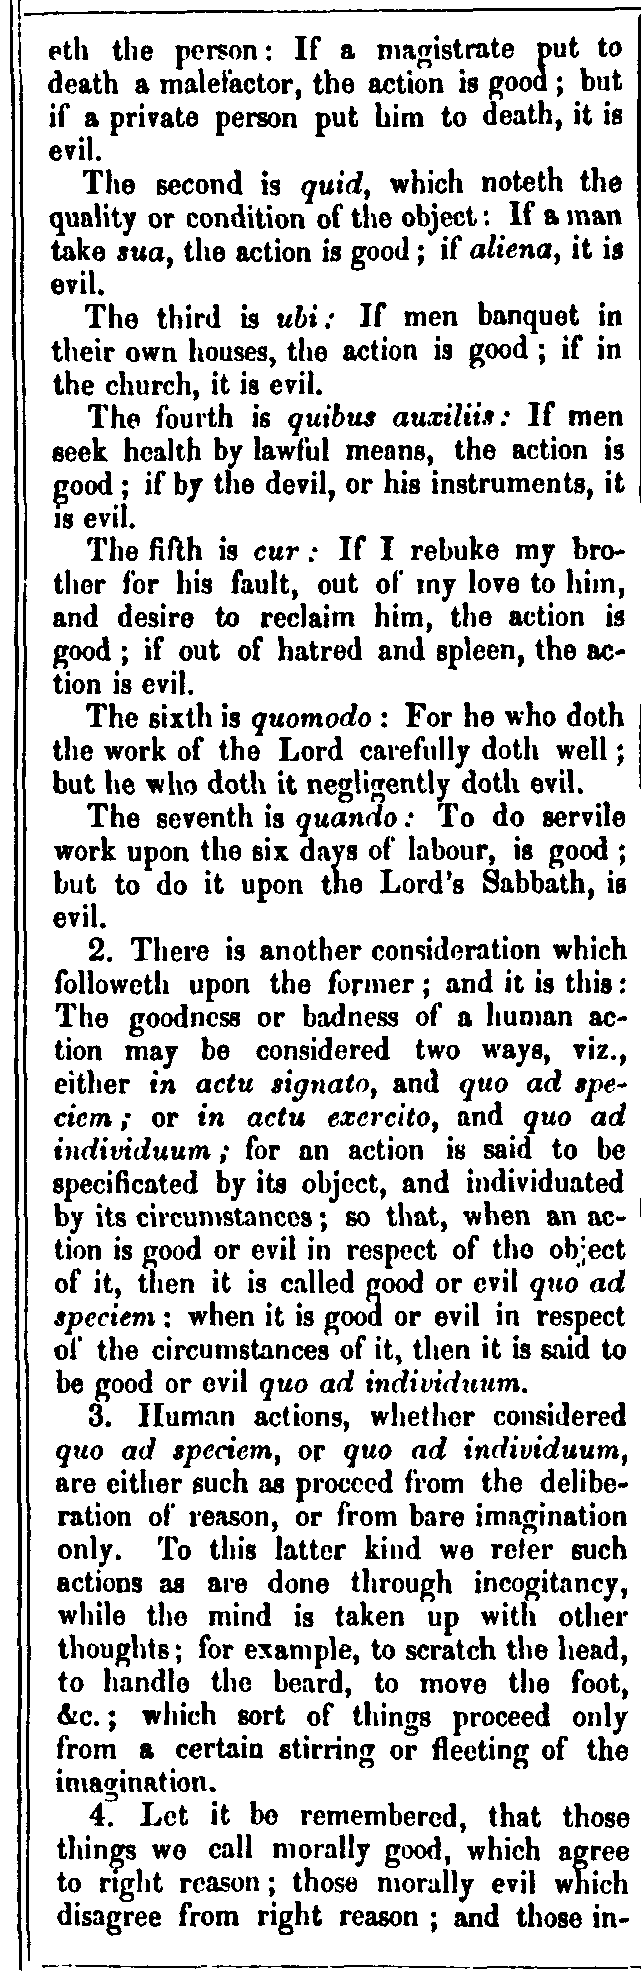 eth the person: If a magistrate put to
death a malefactor, the action is good; but
if a private person put him to death, it is
evil.
The second is quid, which noteth the
quality or condition of the object: If a man
take sua, the action is good; if aliena, it is
evil.
The third is ubi: If men banquet in
their own houses, the action is good; if in
the church, it is evil.
The fourth is quibus auxiliis: If men
seek health by lawful means, the action is
good; if by the devil, or his instruments, it
is evil.
The fifth is cur: If I rebuke my bro-
ther for his fault, out of my love to him,
and desire to reclaim him, the action is
good; if out of hatred and spleen, the ac-
tion is evil.
The sixth is quomodo: For he who doth
the work of the Lord carefully doth well;
but he who doth it negligently doth evil.
The seventh is quando: To do servile
work upon the six days of labour, is good;
but to do it upon the Lord's Sabbath, is
evil.
2. There is another consideration which
followeth upon the former; and it is this:
The goodness or badness of a human ac-
tion may be considered two ways, viz.,
either in actu signato, and quo ad spe-
ciem; or in actu exercito, and quo ad
individuum; for an action is said to be
specificated by its object, and individuated
by its circumstances; so that, when an ac-
tion is good or evil in respect of the object
of it, then it is called good or evil quo ad
speciem: when it is good or evil in respect
of the circumstances of it, then it is said to
be good or evil quo ad individuum.
3. Human actions, whether considered
quo ad speciem, or quo ad individuum,
are either such as proceed from the delibe-
ration of reason, or from bare imagination
only. To this latter kind we refer such
actions as are done through incogitancy,
while the mind is taken up with other
thoughts; for example, to scratch the head,
to handle the beard, to move the foot,
&c.; which sort of things proceed only
from a certain stirring or fleeting of the
imagination.
4. Let it be remembered, that those
things we call morally good, which agree
to right reason; those morally evil which
disagree from right reason; and those in-